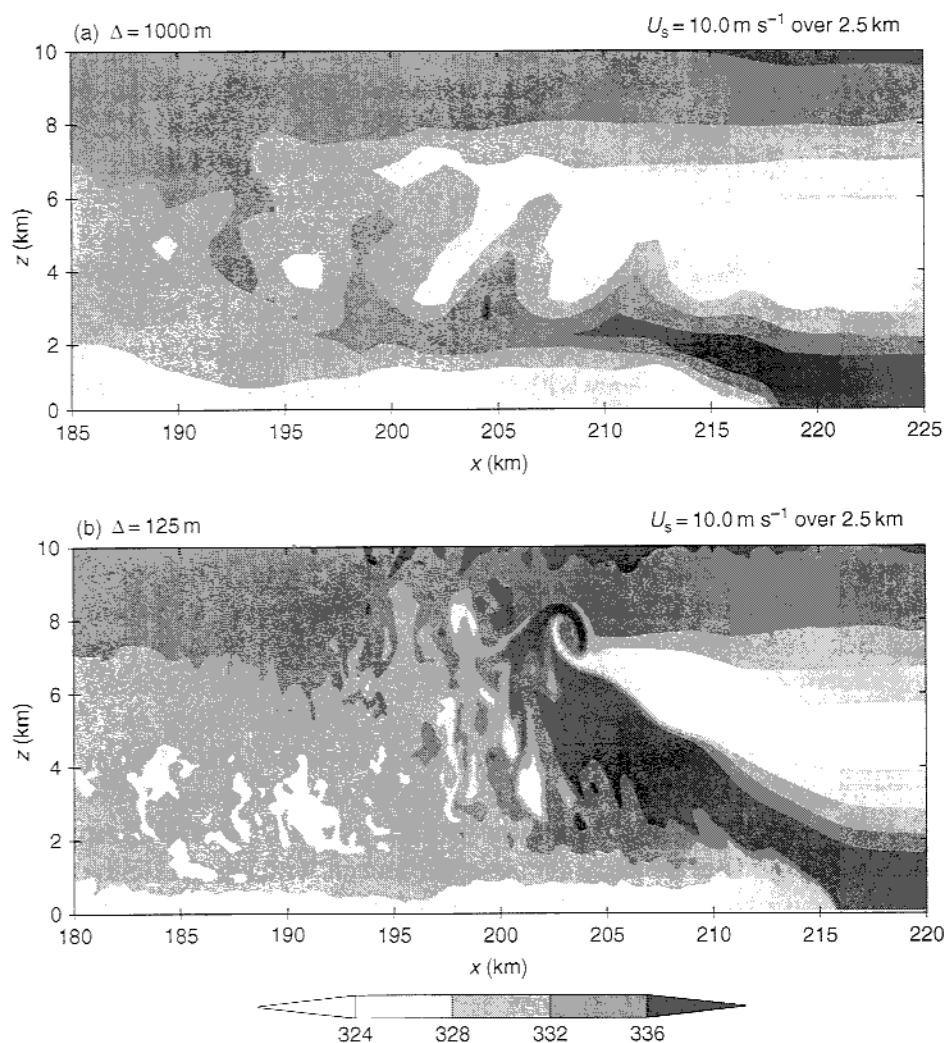 (a) Δ = 1000 m U_s = 10.0 m s⁻¹ over 2.5 km
10
8
6
4
2
0
z (km)
185 190 195 200 205 210 215 220 225
x (km)
(b) Δ = 125 m U_s = 10.0 m s⁻¹ over 2.5 km
10
8
6
4
2
0
z (km)
180 185 190 195 200 205 210 215 220
x (km)
324 328 332 336